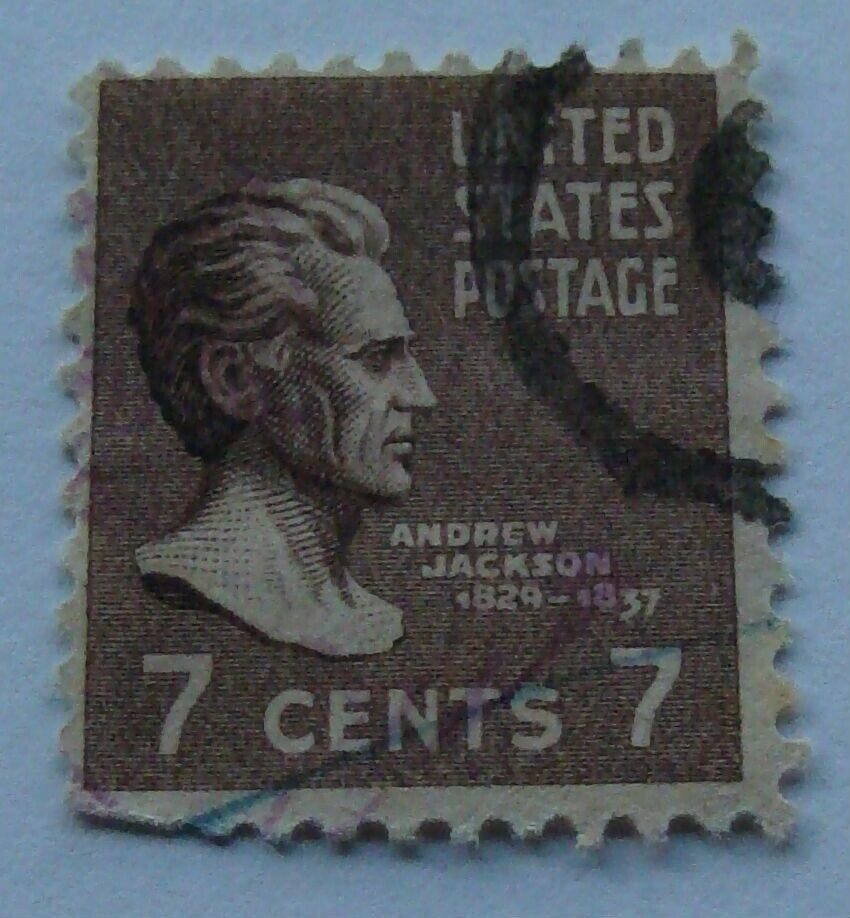 UNITED
STATES
POSTAGE
ANDREW
JACKSON
1829-1837
7 CENTS 7